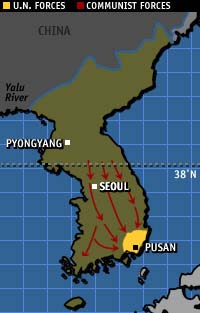 U.N. FORCES COMMUNIST FORCES
CHINA
Yalu
River
PYONGYANG
38°N
SEOUL
PUSAN